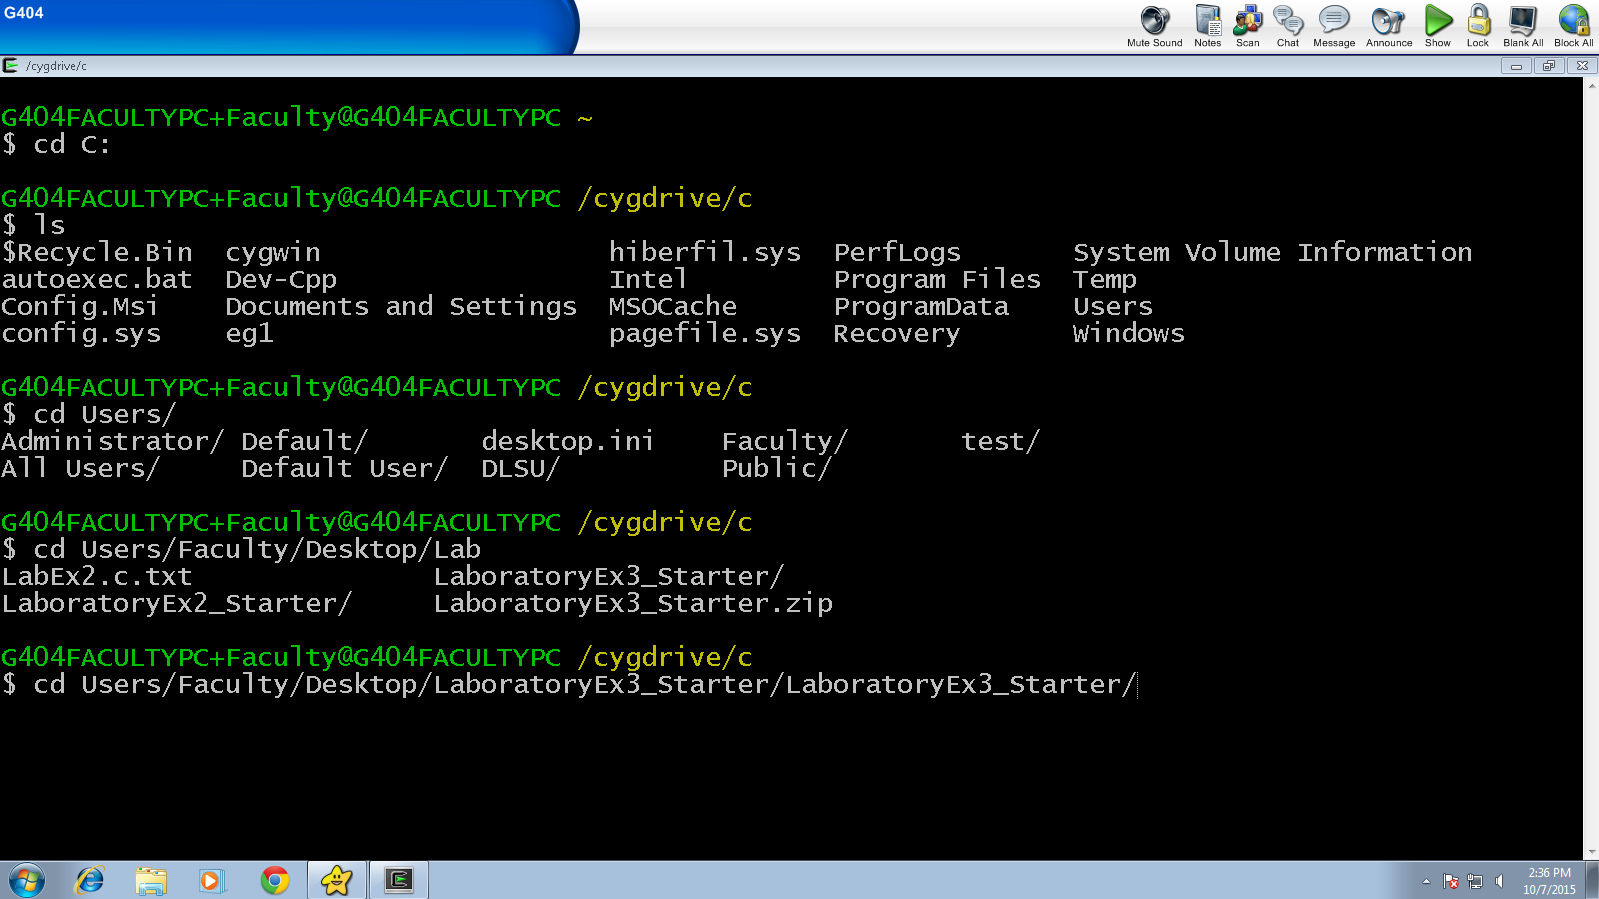 G404
Mute Sound Notes Scan Chat Message Announce Show Lock Blank All Block All
/cygdrive/c
G404FACULTYPC+Faculty@G404FACULTYPC ~
$ cd C:
G404FACULTYPC+Faculty@G404FACULTYPC /cygdrive/c
$ ls
$Recycle.Bin cygwin hiberfil.sys PerfLogs System Volume Information
autoexec.bat Dev-Cpp Intel Program Files Temp
Config.Msi Documents and Settings MSOCache ProgramData Users
config.sys eg1 pagefile.sys Recovery Windows
G404FACULTYPC+Faculty@G404FACULTYPC /cygdrive/c
$ cd Users/
Administrator/ Default/ desktop.ini Faculty/ test/
All Users/ Default User/ DLSU/ Public/
G404FACULTYPC+Faculty@G404FACULTYPC /cygdrive/c
$ cd Users/Faculty/Desktop/Lab
LabEx2.c.txt LaboratoryEx3_Starter/
LaboratoryEx2_Starter/ LaboratoryEx3_Starter.zip
G404FACULTYPC+Faculty@G404FACULTYPC /cygdrive/c
$ cd Users/Faculty/Desktop/LaboratoryEx3_Starter/LaboratoryEx3_Starter/
2:36 PM
10/7/2015